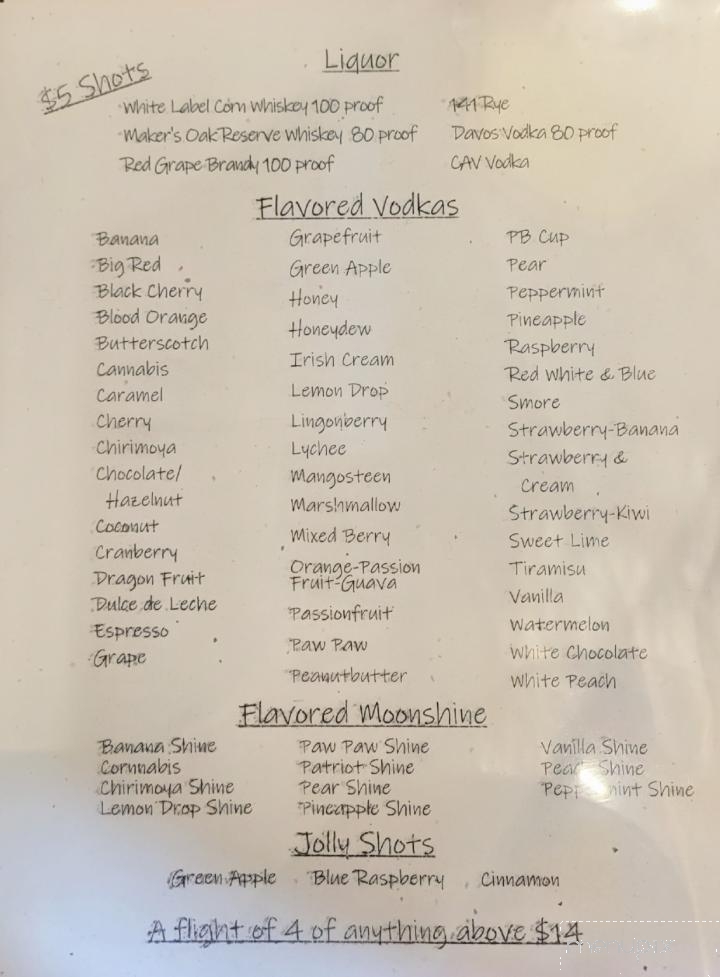 Liquor
$5 Shots
White Label Corn Whiskey 100 proof
Maker's Oak Reserve Whiskey 80 proof
Red Grape Brandy 100 proof
141 Rye
Davos Vodka 80 proof
CAV Vodka
Flavored Vodkas
Banana
Big Red
Black Cherry
Blood Orange
Butterscotch
Cannabis
Caramel
Cherry
Chirimoya
Chocolate/
Hazelnut
Coconut
Cranberry
Dragon Fruit
Dulce de Leche
Espresso
Grape
Grapefruit
Green Apple
Honey
Honeydew
Irish Cream
Lemon Drop
Lingonberry
Lychee
Mangosteen
Marshmallow
Mixed Berry
Orange-Passion
Fruit-Guava
Passionfruit
Paw Paw
Peanutbutter
PB Cup
Pear
Peppermint
Pineapple
Raspberry
Red White & Blue
Smore
Strawberry-Banana
Strawberry &
Cream
Strawberry-Kiwi
Sweet Lime
Tiramisu
Vanilla
Watermelon
White Chocolate
White Peach
Flavored Moonshine
Banana Shine
Cornnabis
Chirimoya Shine
Lemon Drop Shine
Paw Paw Shine
Patriot Shine
Pear Shine
Pineapple Shine
Vanilla Shine
Peach Shine
Peppermint Shine
Jolly Shots
Green Apple Blue Raspberry Cinnamon
A flight of 4 of anything above $14